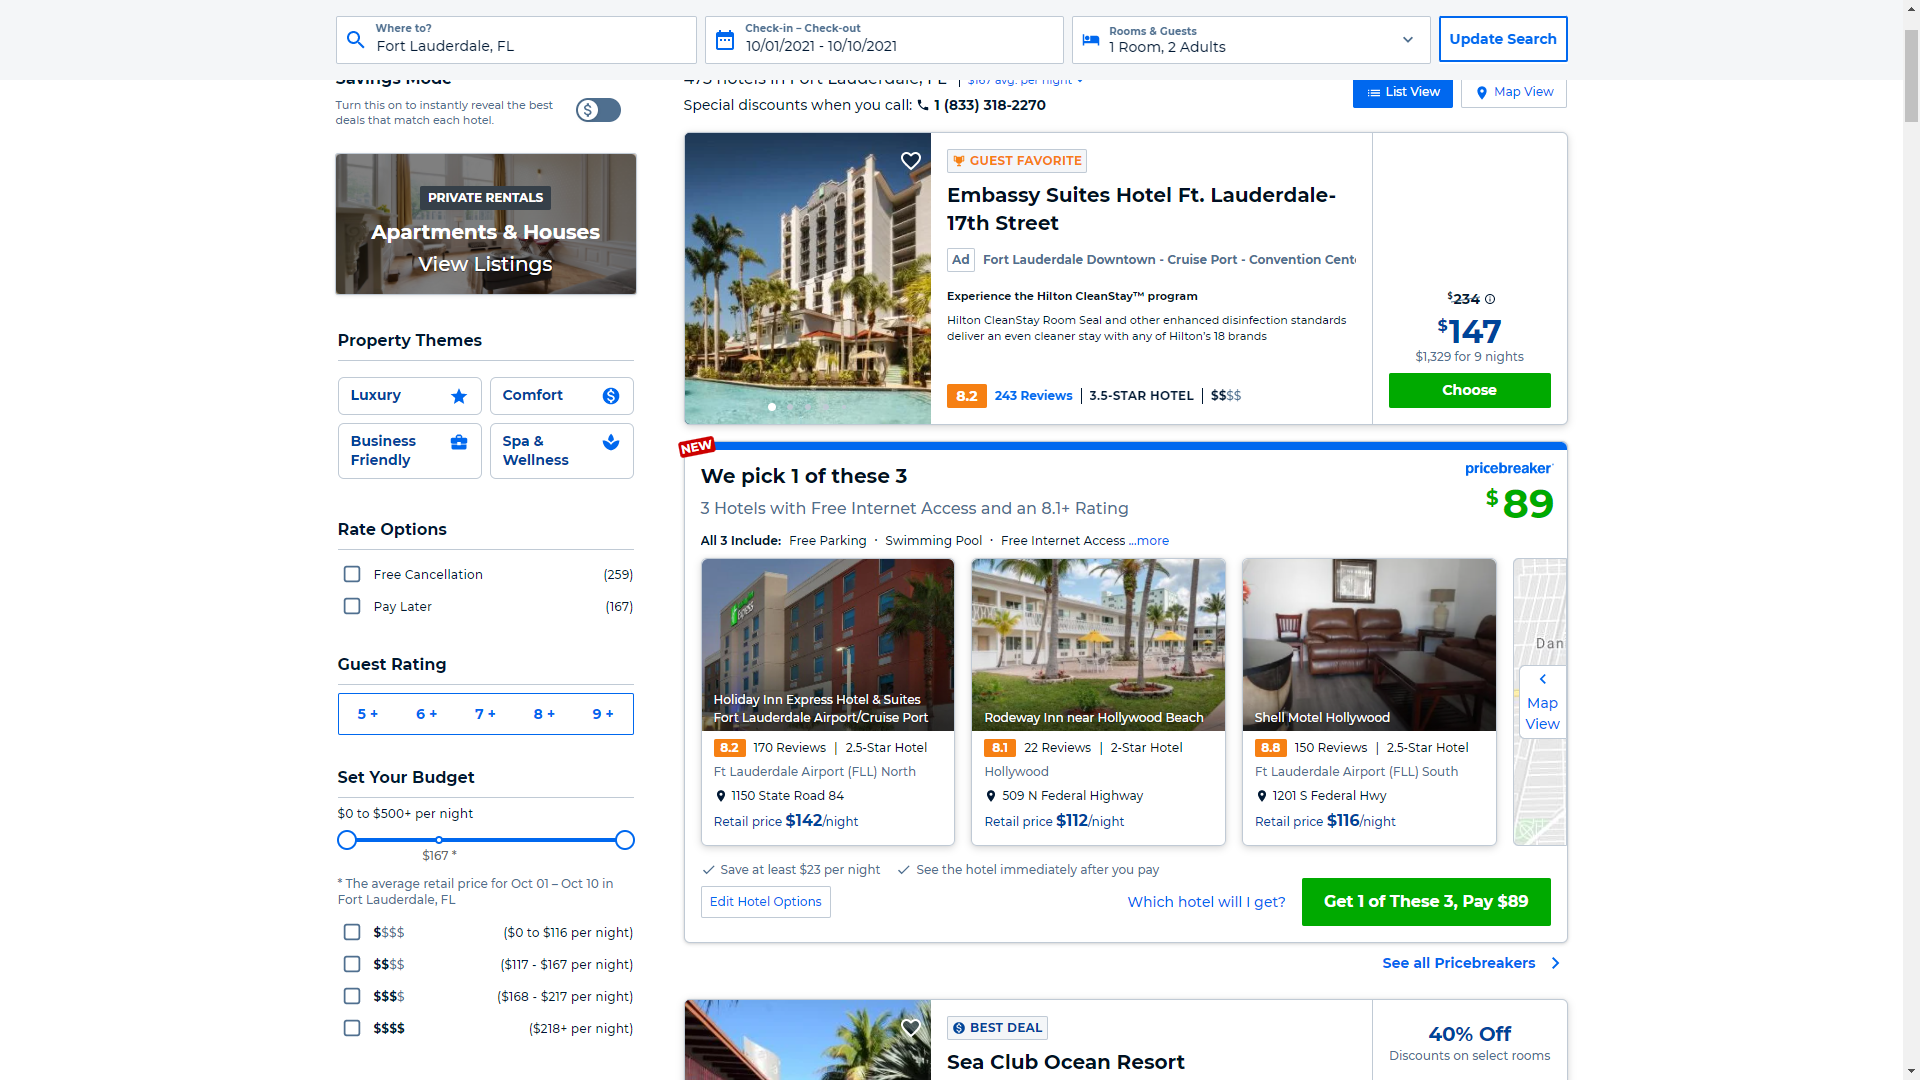 Where to?
Fort Lauderdale, FL
Check-in – Check-out
10/01/2021 - 10/10/2021
Rooms & Guests
1 Room, 2 Adults
Update Search
Savings Mode
Turn this on to instantly reveal the best
deals that match each hotel.
$
PRIVATE RENTALS
Apartments & Houses
View Listings
Property Themes
Luxury
Comfort
Business
Friendly
Spa &
Wellness
Rate Options
Free Cancellation (259)
Pay Later (167)
Guest Rating
5 + 6 + 7 + 8 + 9 +
Set Your Budget
$0 to $500+ per night
$167 *
* The average retail price for Oct 01 – Oct 10 in
Fort Lauderdale, FL
$$$$ ($0 to $116 per night)
$$$$ ($117 - $167 per night)
$$$$ ($168 - $217 per night)
$$$$ ($218+ per night)
473 hotels in Fort Lauderdale, FL | $167 avg. per night
Special discounts when you call: 1 (833) 318-2270
List View
Map View
GUEST FAVORITE
Embassy Suites Hotel Ft. Lauderdale-
17th Street
Ad Fort Lauderdale Downtown - Cruise Port - Convention Cent
Experience the Hilton CleanStay™ program
Hilton CleanStay Room Seal and other enhanced disinfection standards
deliver an even cleaner stay with any of Hilton's 18 brands
8.2 243 Reviews | 3.5-STAR HOTEL | $$$$
$234
$147
$1,329 for 9 nights
Choose
NEW
We pick 1 of these 3
3 Hotels with Free Internet Access and an 8.1+ Rating
All 3 Include: Free Parking · Swimming Pool · Free Internet Access ...more
pricebreaker
$89
Holiday Inn Express Hotel & Suites
Fort Lauderdale Airport/Cruise Port
8.2 170 Reviews | 2.5-Star Hotel
Ft Lauderdale Airport (FLL) North
1150 State Road 84
Retail price $142/night
Rodeway Inn near Hollywood Beach
8.1 22 Reviews | 2-Star Hotel
Hollywood
509 N Federal Highway
Retail price $112/night
Shell Motel Hollywood
8.8 150 Reviews | 2.5-Star Hotel
Ft Lauderdale Airport (FLL) South
1201 S Federal Hwy
Retail price $116/night
Dan
Map
View
Save at least $23 per night
See the hotel immediately after you pay
Edit Hotel Options
Which hotel will I get?
Get 1 of These 3, Pay $89
See all Pricebreakers
BEST DEAL
Sea Club Ocean Resort
40% Off
Discounts on select rooms